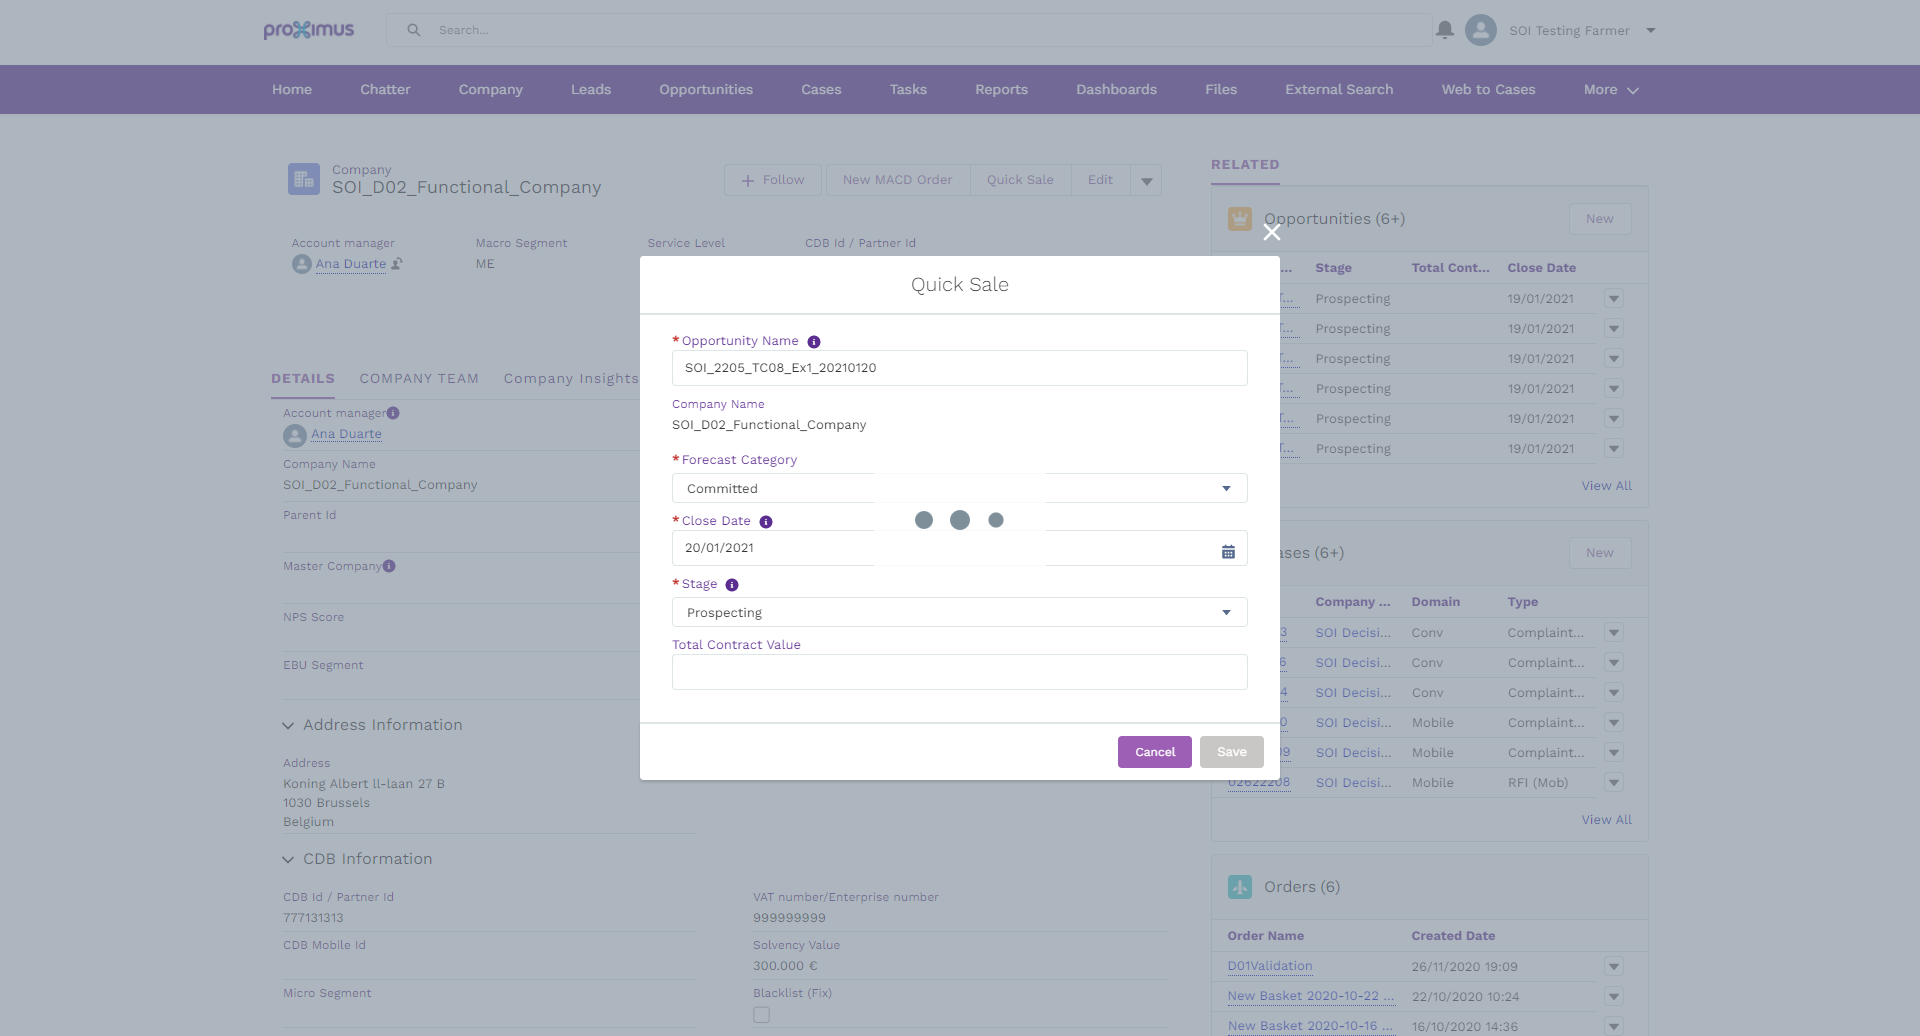 proximus
Search...
SOI Testing Farmer
Home Chatter Company Leads Opportunities Cases Tasks Reports Dashboards Files External Search Web to Cases More
Company
SOI_D02_Functional_Company
Follow New MACD Order Quick Sale Edit
Account manager Macro Segment Service Level CDB Id / Partner Id
Ana Duarte ME
DETAILS COMPANY TEAM Company Insights
Account manager
Ana Duarte
Company Name
SOI_D02_Functional_Company
Parent Id
Master Company
NPS Score
EBU Segment
Address Information
Address
Koning Albert ll-laan 27 B
1030 Brussels
Belgium
CDB Information
CDB Id / Partner Id VAT number/Enterprise number
777131313 999999999
CDB Mobile Id Solvency Value
300.000 €
Micro Segment Blacklist (Fix)
Quick Sale
*Opportunity Name
SOI_2205_TC08_Ex1_20210120
Company Name
SOI_D02_Functional_Company
*Forecast Category
Committed
*Close Date
20/01/2021
*Stage
Prospecting
Total Contract Value
Cancel Save
RELATED
Opportunities (6+) New
... Stage Total Cont... Close Date
T... Prospecting 19/01/2021
T... Prospecting 19/01/2021
T... Prospecting 19/01/2021
T... Prospecting 19/01/2021
T... Prospecting 19/01/2021
T... Prospecting 19/01/2021
View All
ases (6+) New
Company ... Domain Type
3 SOI Decisi... Conv Complaint...
6 SOI Decisi... Conv Complaint...
4 SOI Decisi... Conv Complaint...
0 SOI Decisi... Mobile Complaint...
09 SOI Decisi... Mobile Complaint...
02622208 SOI Decisi... Mobile RFI (Mob)
View All
Orders (6)
Order Name Created Date
D01Validation 26/11/2020 19:09
New Basket 2020-10-22 ... 22/10/2020 10:24
New Basket 2020-10-16 ... 16/10/2020 14:36